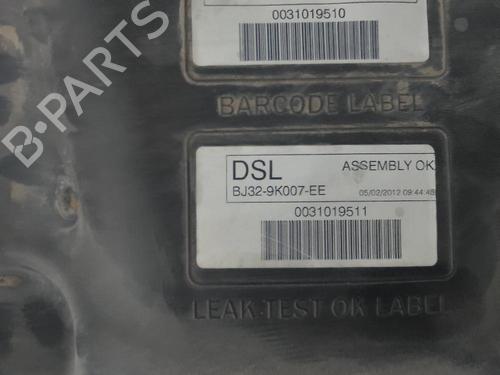 0031019510
BARCODE LABEL
DSL ASSEMBLY OK
BJ32-9K007-EE 05/02/2012 09:44:48
0031019511
LEAK TEST OK LABEL
B-PARTS